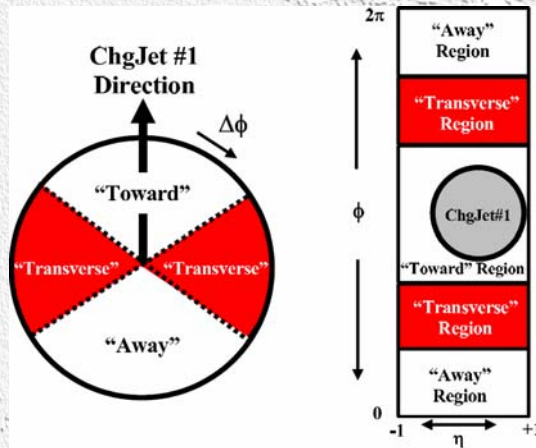 ChgJet #1
Direction
Δϕ
“Toward”
“Transverse”
“Transverse”
“Away”
2π
“Away”
Region
“Transverse”
Region
ϕ
ChgJet#1
“Toward” Region
“Transverse”
Region
“Away”
Region
0
-1
η
+1